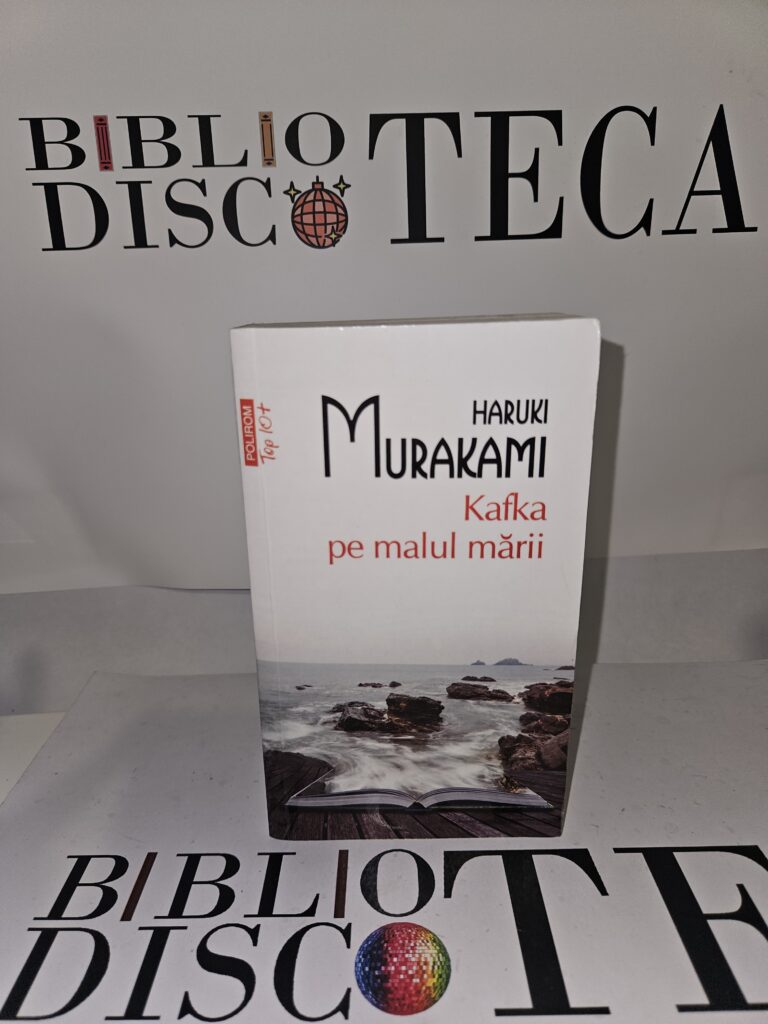 BIBLIO
DISCOTECA
HARUKI
MURAKAMI
Kafka
pe malul mării
POLIROM
Top 10+
BIBLIO
DISCOTE